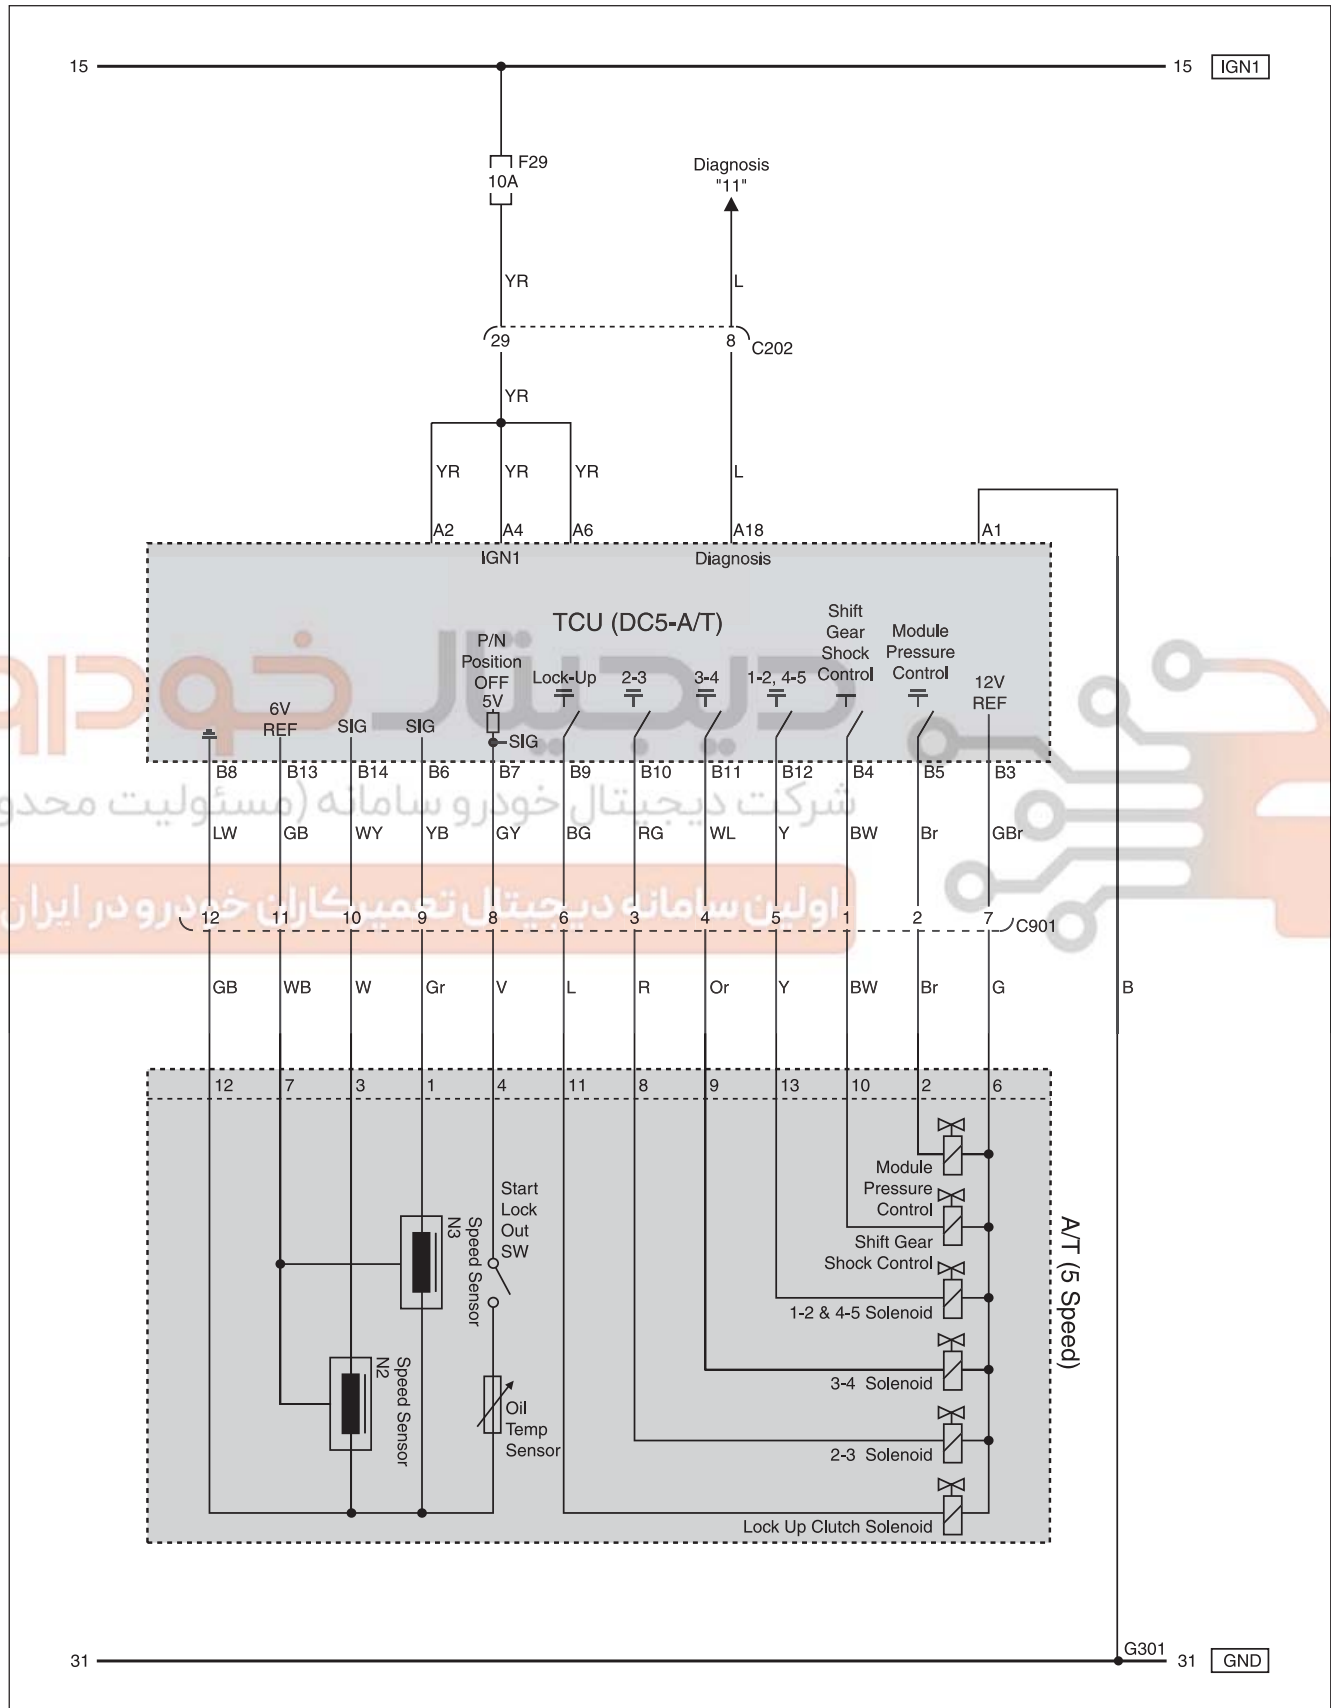 15
15 IGN1
F29
10A
Diagnosis
"11"
YR
L
29
8
C202
YR
YR
YR
YR
L
A2
A4
A6
A18
A1
IGN1
Diagnosis
TCU (DC5-A/T)
دیجیتال خودرو
6V
REF
SIG
SIG
P/N
Position
OFF
5V
SIG
Lock-Up
2-3
3-4
1-2, 4-5
Shift
Gear
Shock
Control
Module
Pressure
Control
12V
REF
B8 B13 B14 B6 B7 B9 B10 B11 B12 B4 B5 B3
شرکت دیجیتال خودرو سامانه (مسئولیت محدو
LW GB WY YB GY BG RG WL Y BW Br GBr
اولین سامانه دیجیتال تعمیرکاران خودرو در ایران
12 11 10 9 8 6 3 4 5 1 2 7 C901
GB WB W Gr V L R Or Y BW Br G B
12 7 3 1 4 11 8 9 13 10 2 6
Module
Pressure
Control
Shift Gear
Shock Control
1-2 & 4-5 Solenoid
3-4 Solenoid
2-3 Solenoid
Lock Up Clutch Solenoid
Start
Lock
Out
SW
N3
Speed Sensor
N2
Speed Sensor
Oil
Temp
Sensor
A/T (5 Speed)
G301
31
31 GND